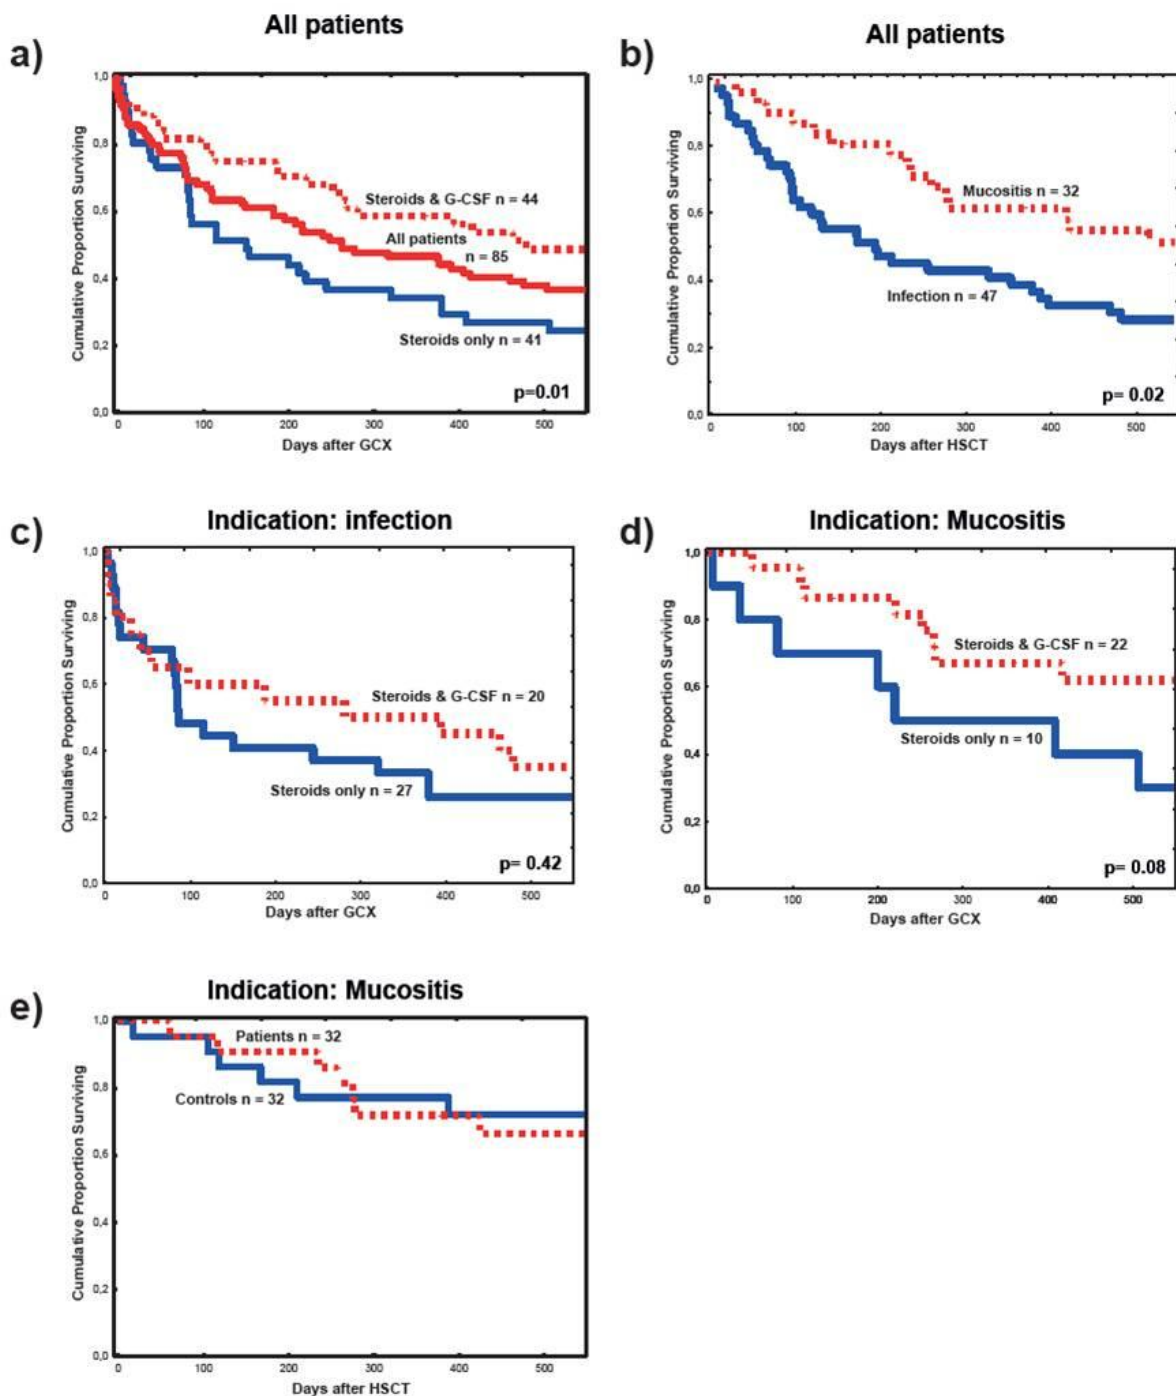 All patients
a)
1,0
0,8
0,6
0,4
0,2
0,0
Cumulative Proportion Surviving
Steroids & G-CSF n = 44
All patients
n = 85
Steroids only n = 41
p=0.01
0 100 200 300 400 500
Days after GCX
All patients
b)
1,0
0,8
0,6
0,4
0,2
0,0
Cumulative Proportion Surviving
Mucositis n = 32
Infection n = 47
p= 0.02
0 100 200 300 400 500
Days after HSCT
Indication: infection
c)
1,0
0,8
0,6
0,4
0,2
0,0
Cumulative Proportion Surviving
Steroids & G-CSF n = 20
Steroids only n = 27
p= 0.42
0 100 200 300 400 500
Days after GCX
Indication: Mucositis
d)
1,0
0,8
0,6
0,4
0,2
0,0
Cumulative Proportion Surviving
Steroids & G-CSF n = 22
Steroids only n = 10
p= 0.08
0 100 200 300 400 500
Days after GCX
Indication: Mucositis
e)
1,0
0,8
0,6
0,4
0,2
0,0
Cumulative Proportion Surviving
Patients n = 32
Controls n = 32
0 100 200 300 400 500
Days after HSCT